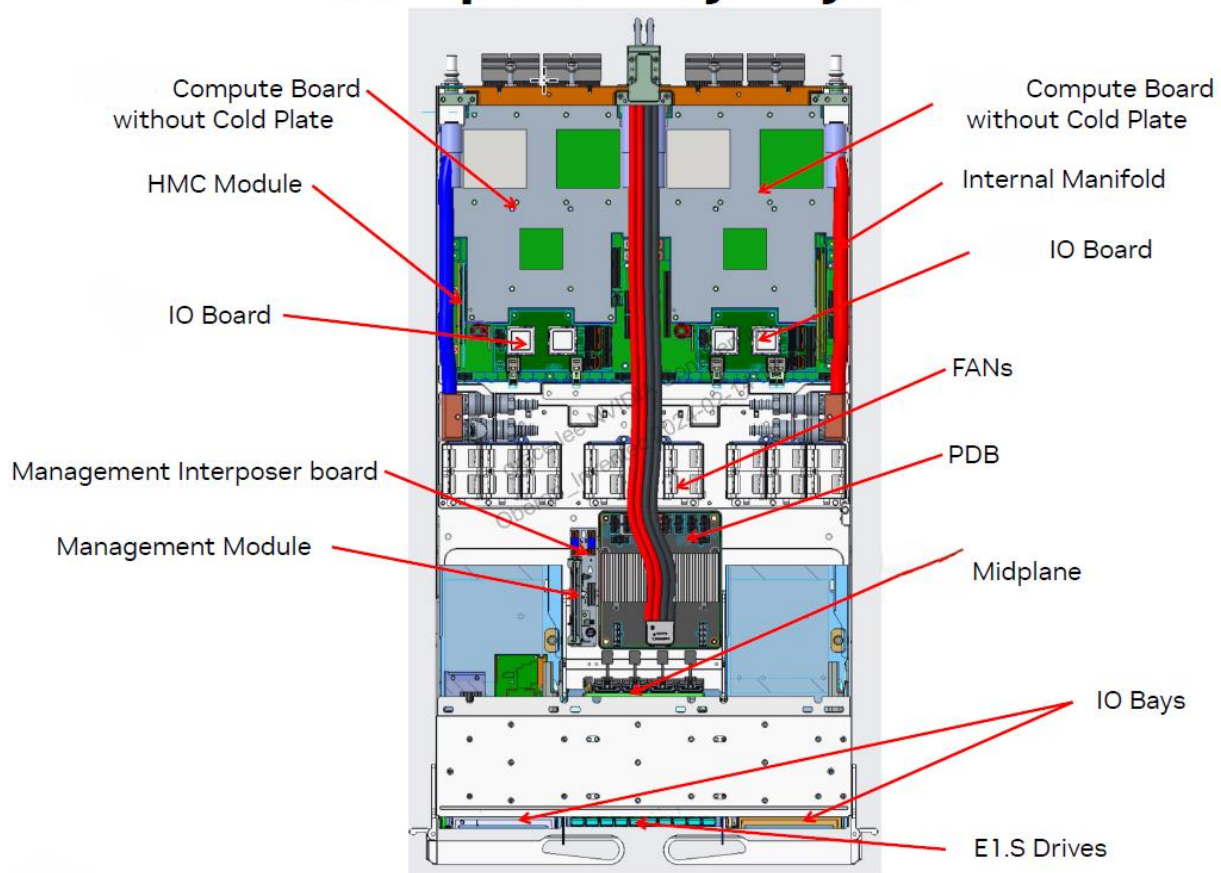 Compute Board
without Cold Plate
Compute Board
without Cold Plate
HMC Module
Internal Manifold
IO Board
IO Board
FANs
Management Interposer board
PDB
Management Module
Midplane
IO Bays
E1.S Drives